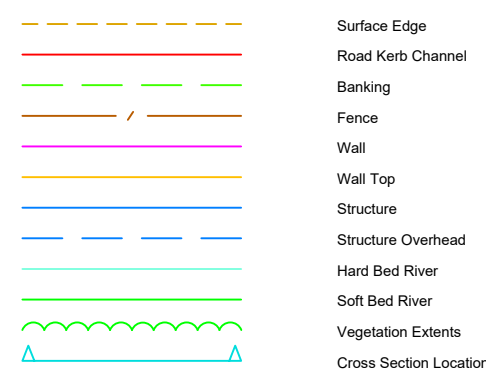 Surface Edge
Road Kerb Channel
Banking
Fence
Wall
Wall Top
Structure
Structure Overhead
Hard Bed River
Soft Bed River
Vegetation Extents
Cross Section Location